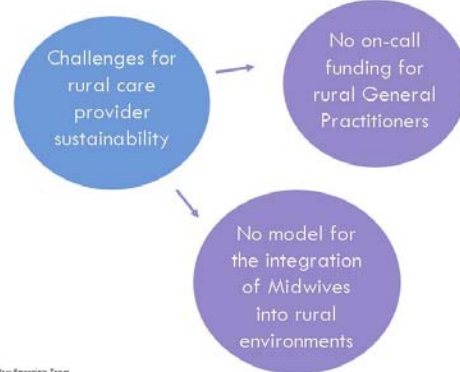 Challenges for
rural care
provider
sustainability
No on-call
funding for
rural General
Practitioners
No model for
the integration
of Midwives
into rural
environments